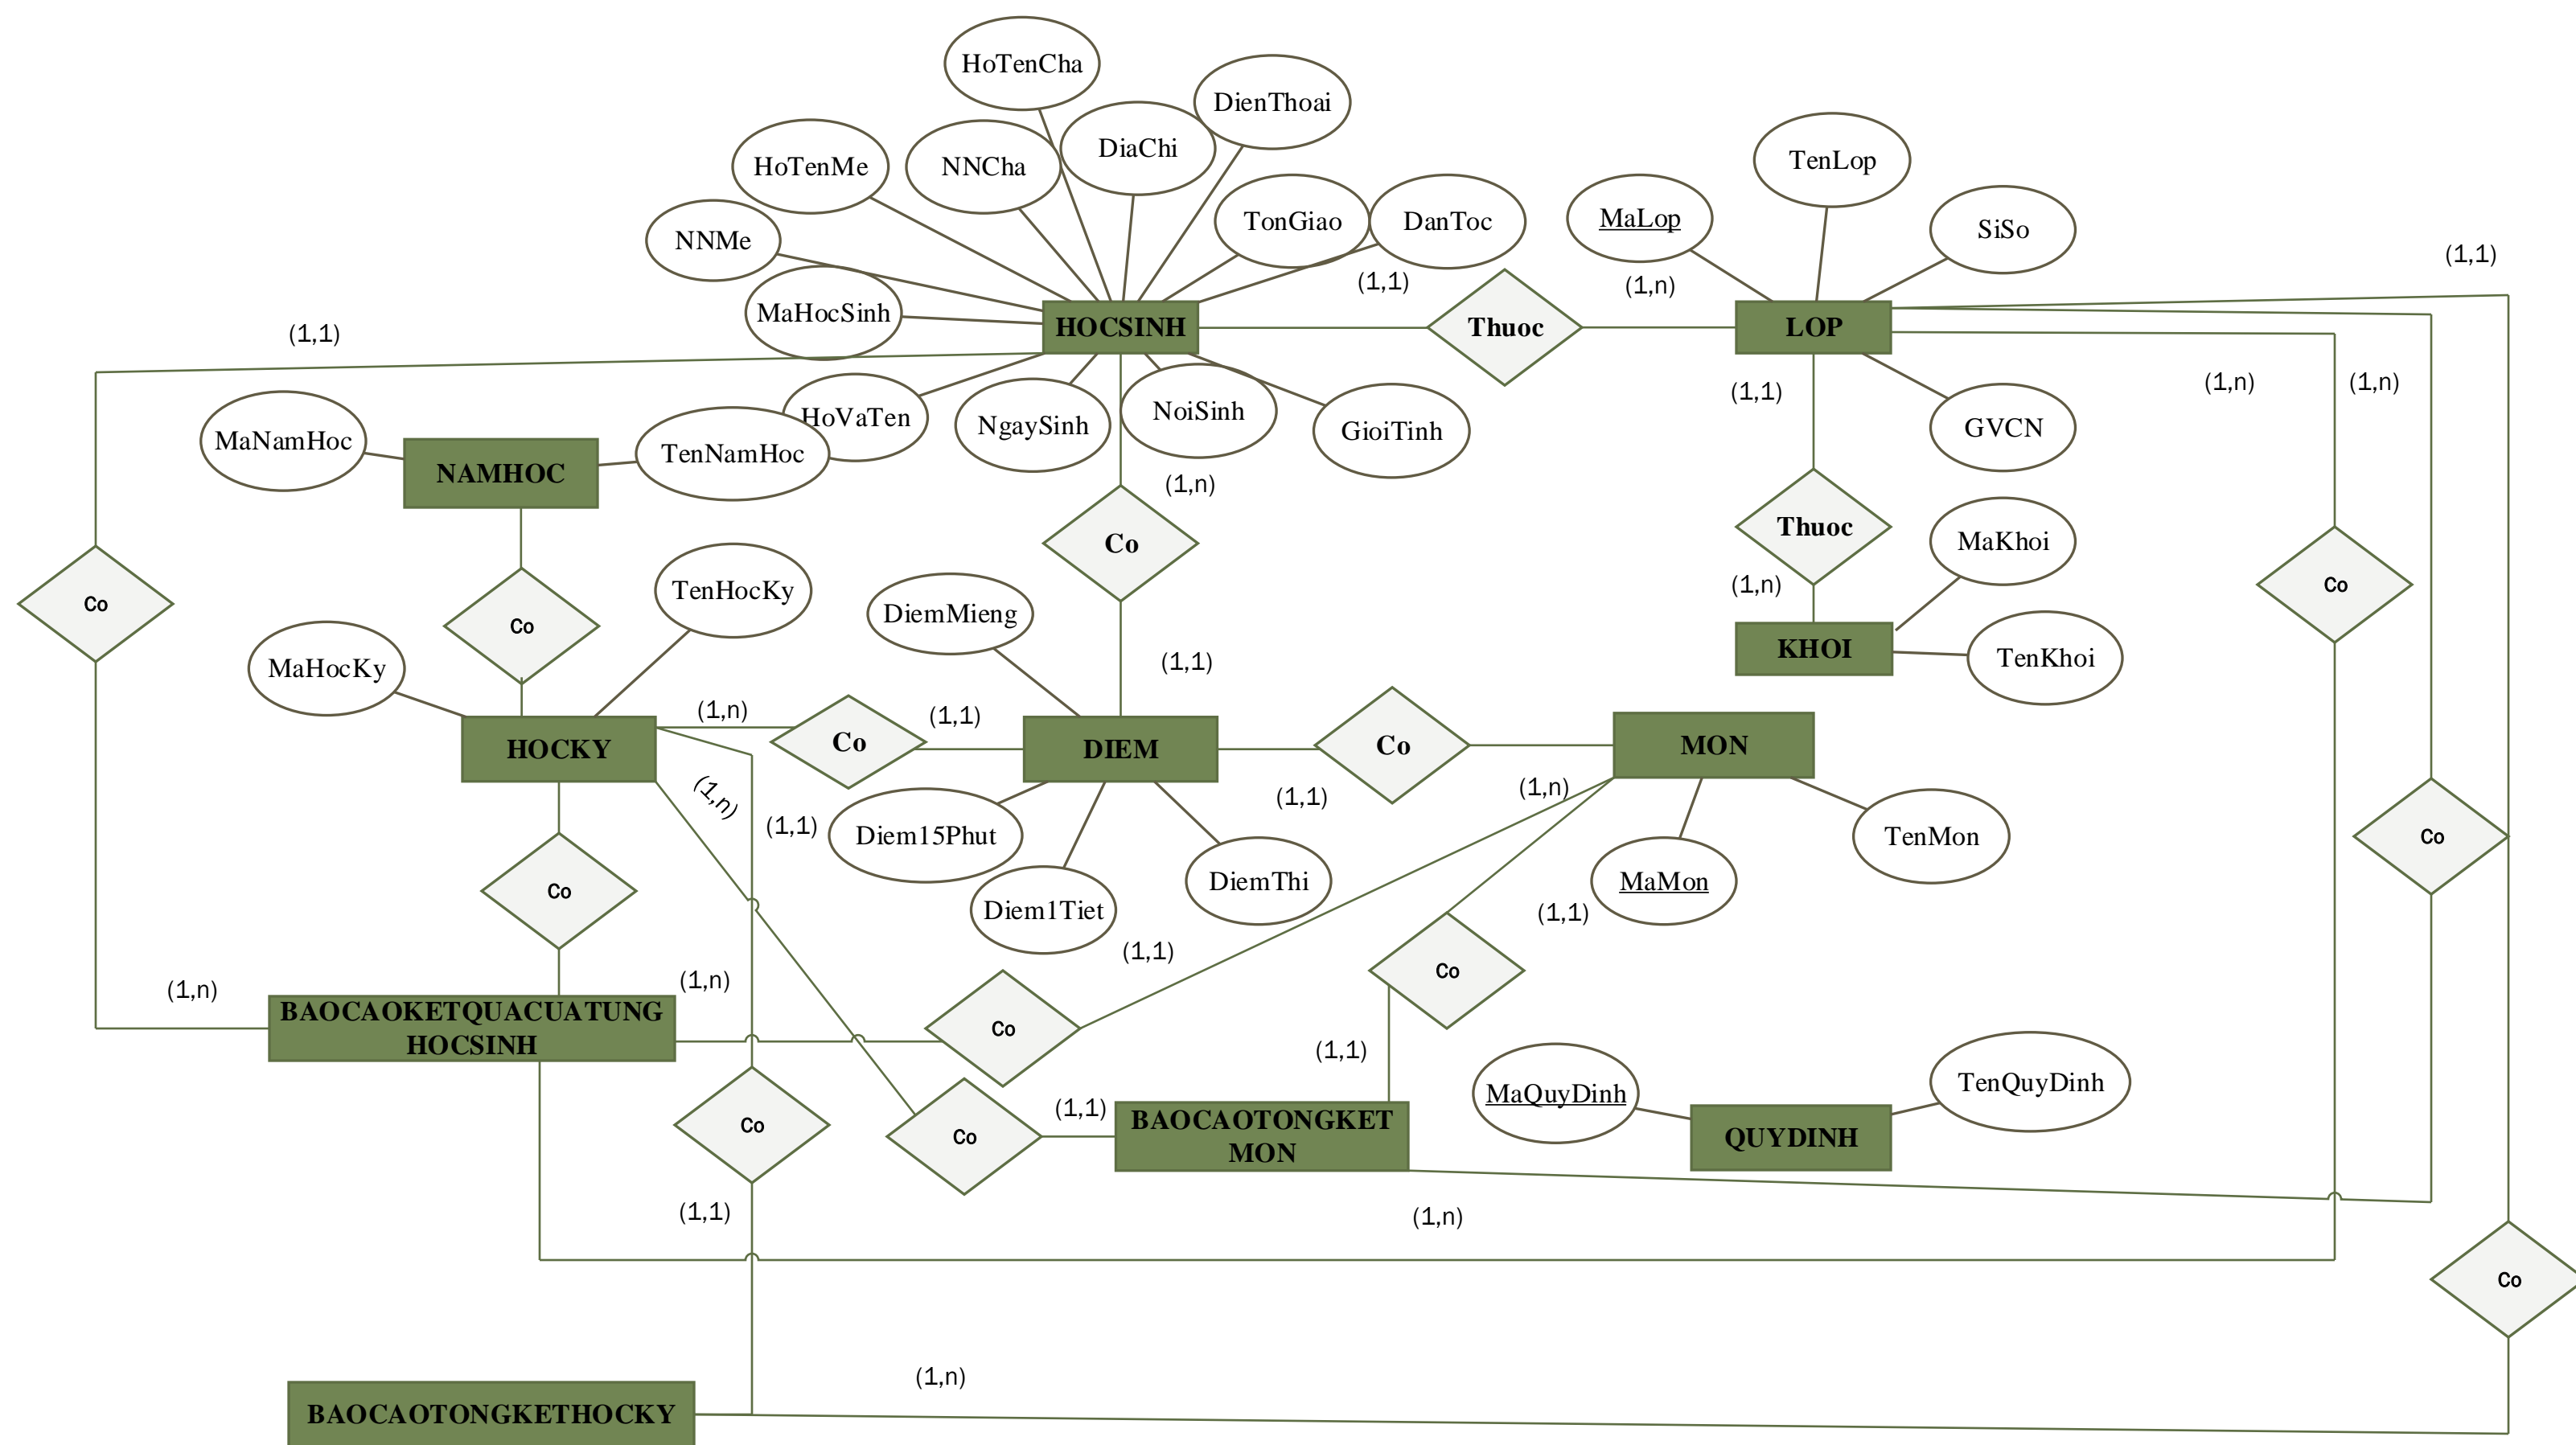 HoTenCha
DienThoai
DiaChi
HoTenMe
NNCha
TenLop
MaLop
TonGiao
DanToc
SiSo
NNMe
(1,1)
(1,1)
(1,n)
MaHocSinh
HOCSINH
Thuoc
LOP
(1,1)
(1,n)
(1,n)
(1,1)
MaNamHoc
NAMHOC
TenNamHoc
HoVaTen
NgaySinh
NoiSinh
GioiTinh
GVCN
(1,n)
Thuoc
Co
MaKhoi
(1,n)
Co
Co
Co
TenHocKy
DiemMieng
KHOI
TenKhoi
MaHocKy
(1,1)
(1,n)
(1,1)
HOCKY
Co
DIEM
Co
MON
(1,n)
(1,1)
(1,1)
(1,n)
Diem15Phut
TenMon
Co
Co
Diem1Tiet
DiemThi
MaMon
(1,1)
(1,1)
Co
(1,n)
(1,n)
BAOCAOKETQUACUATUNG
HOCSINH
Co
(1,1)
MaQuyDinh
TenQuyDinh
Co
Co
(1,1)
BAOCAOTONGKET
MON
QUYDINH
(1,1)
(1,n)
Co
(1,n)
BAOCAOTONGKETHOCKY